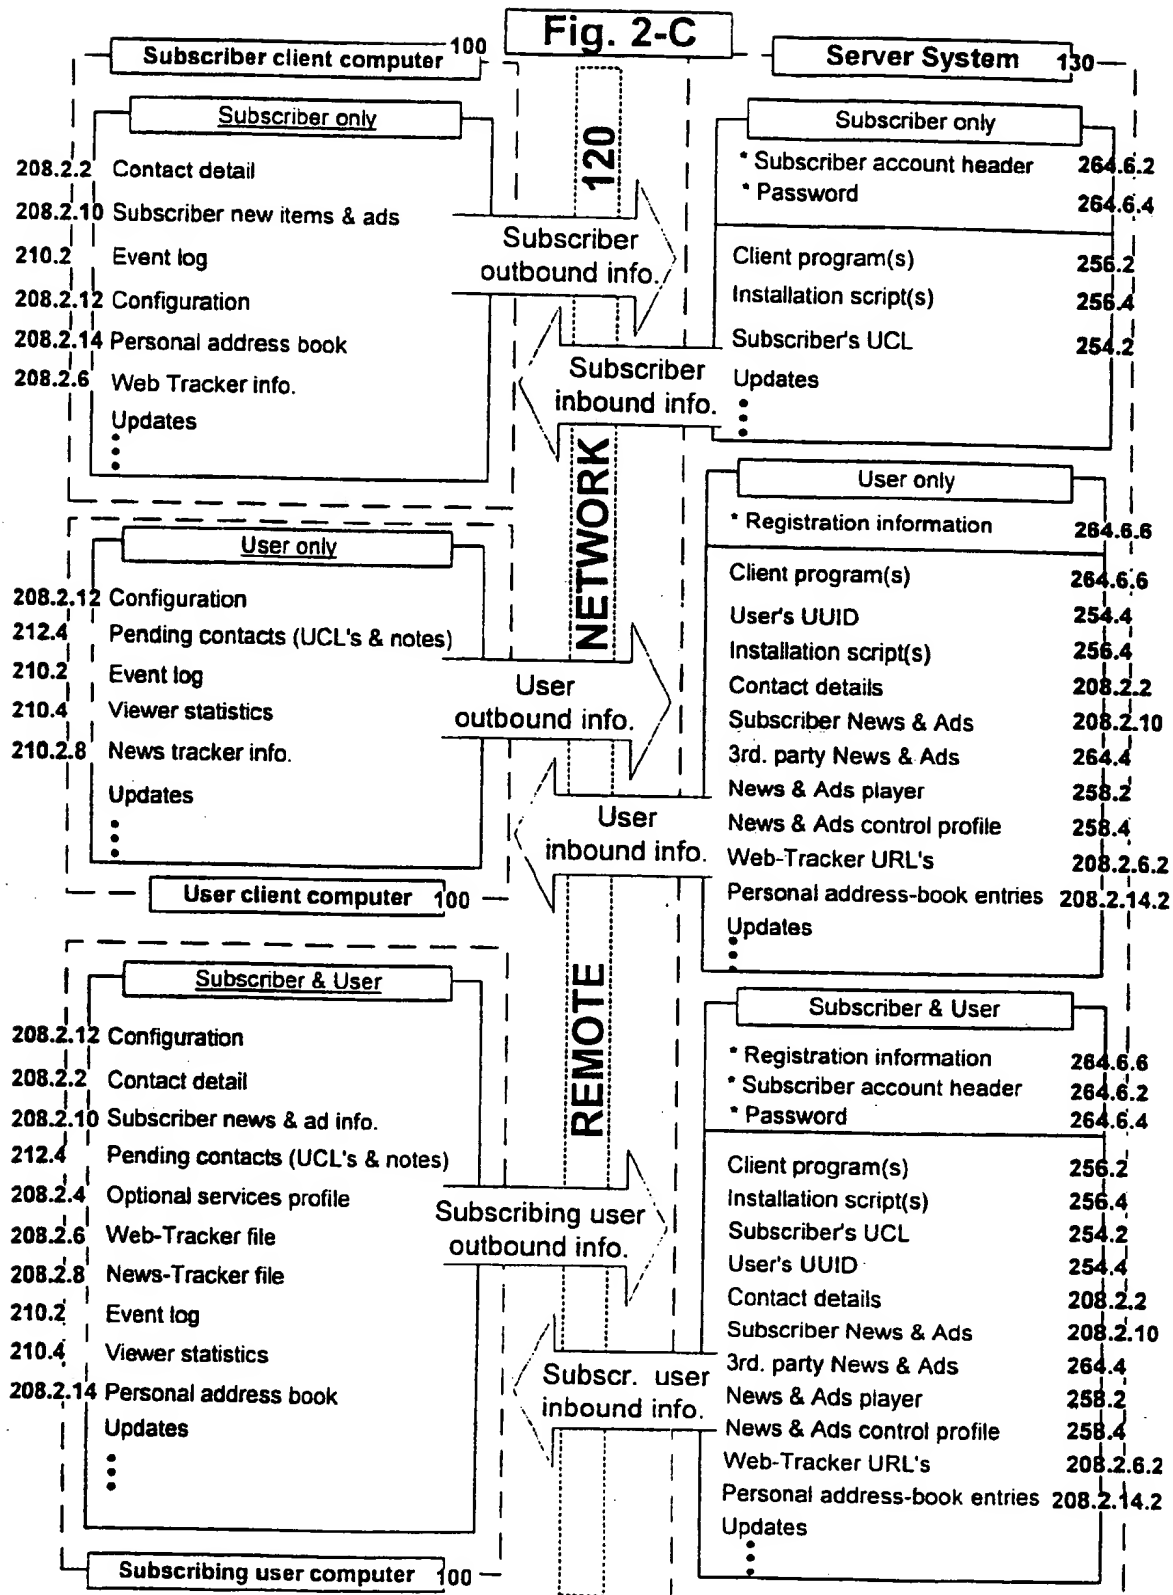 Fig. 2-C
Subscriber client computer 100
Subscriber only
208.2.2 Contact detail
208.2.10 Subscriber new items & ads
210.2 Event log
208.2.12 Configuration
208.2.14 Personal address book
208.2.6 Web Tracker info.
Updates
User only
208.2.12 Configuration
212.4 Pending contacts (UCL's & notes)
210.2 Event log
210.4 Viewer statistics
210.2.8 News tracker info.
Updates
User client computer 100
Subscriber & User
208.2.12 Configuration
208.2.2 Contact detail
208.2.10 Subscriber news & ad info.
212.4 Pending contacts (UCL's & notes)
208.2.4 Optional services profile
208.2.6 Web-Tracker file
208.2.8 News-Tracker file
210.2 Event log
210.4 Viewer statistics
208.2.14 Personal address book
Updates
Subscribing user computer 100
REMOTE NETWORK 120
Subscriber
outbound info.
Subscriber
inbound info.
User
outbound info.
User
inbound info.
Subscribing user
outbound info.
Subscr. user
inbound info.
Server System 130
Subscriber only
* Subscriber account header 264.6.2
* Password 264.6.4
Client program(s) 256.2
Installation script(s) 256.4
Subscriber's UCL 254.2
Updates
User only
* Registration information 264.6.6
Client program(s) 264.6.6
User's UUID 254.4
Installation script(s) 256.4
Contact details 208.2.2
Subscriber News & Ads 208.2.10
3rd. party News & Ads 264.4
News & Ads player 258.2
News & Ads control profile 258.4
Web-Tracker URL's 208.2.6.2
Personal address-book entries 208.2.14.2
Updates
Subscriber & User
* Registration information 264.6.6
* Subscriber account header 264.6.2
* Password 264.6.4
Client program(s) 256.2
Installation script(s) 256.4
Subscriber's UCL 254.2
User's UUID 254.4
Contact details 208.2.2
Subscriber News & Ads 208.2.10
3rd. party News & Ads 264.4
News & Ads player 258.2
News & Ads control profile 258.4
Web-Tracker URL's 208.2.6.2
Personal address-book entries 208.2.14.2
Updates